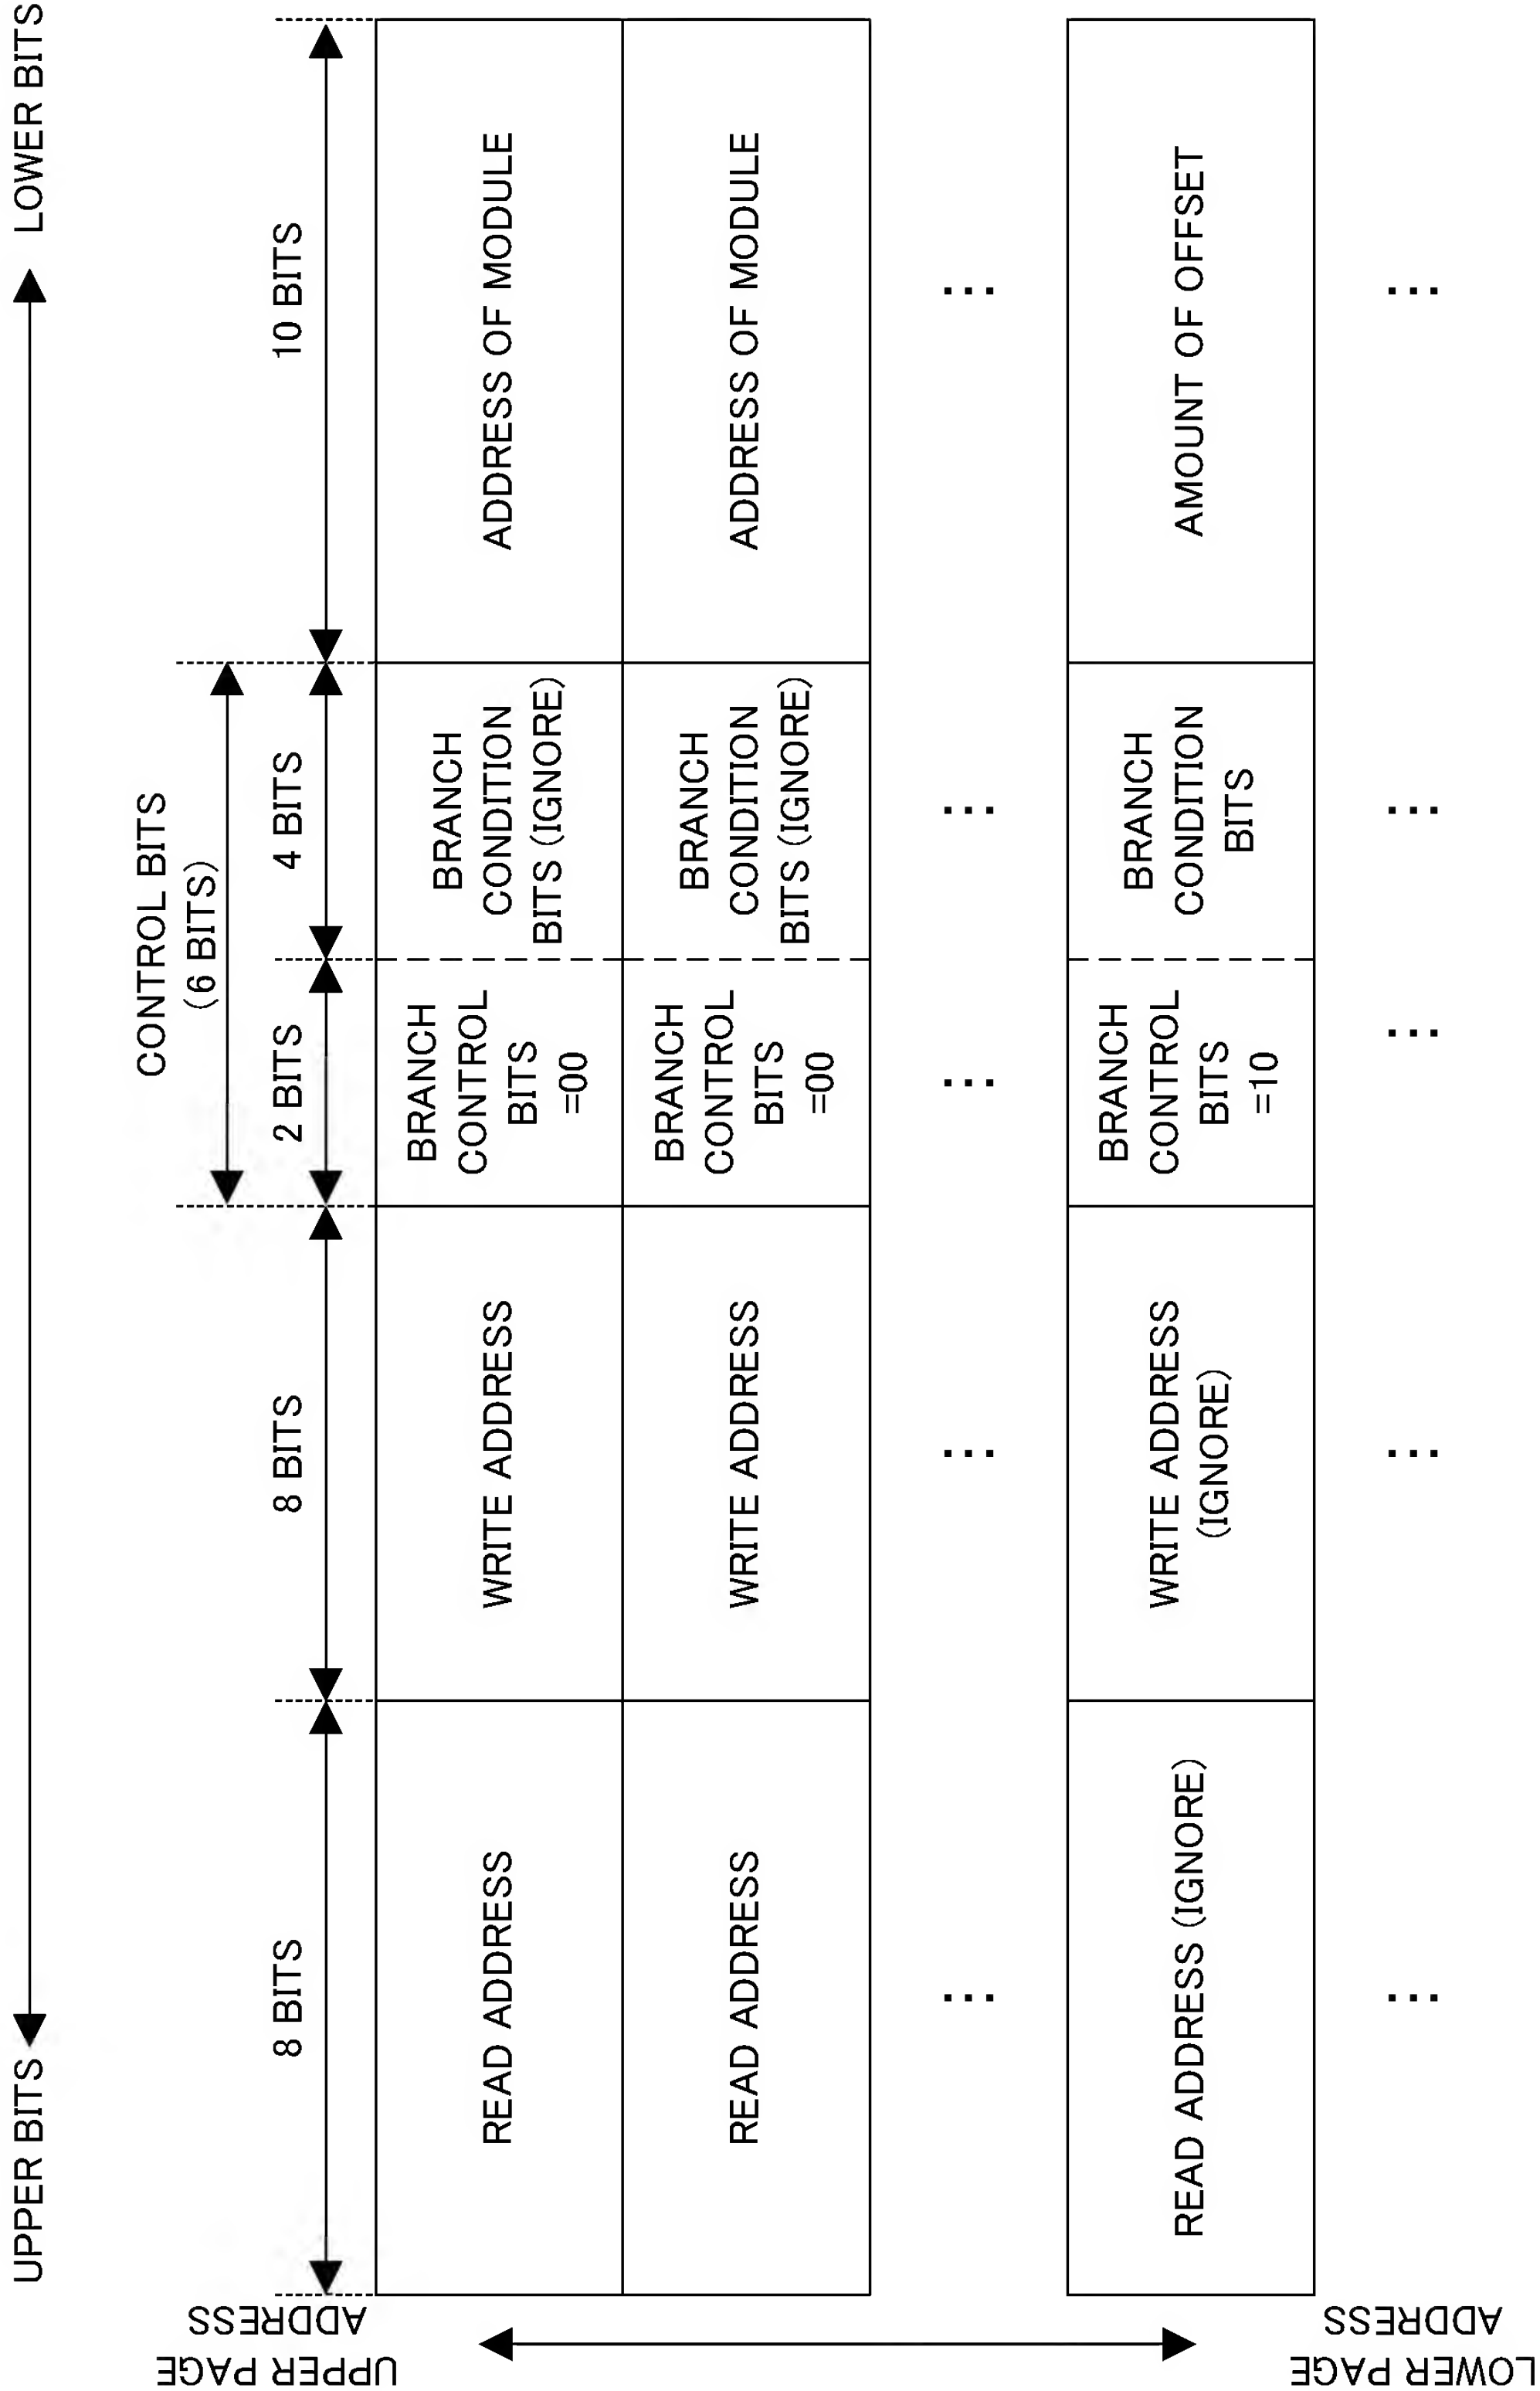 UPPER BITS
LOWER BITS
CONTROL BITS
(6 BITS)
8 BITS
8 BITS
2 BITS
4 BITS
10 BITS
UPPER PAGE
ADDRESS
READ ADDRESS
WRITE ADDRESS
BRANCH
CONTROL
BITS
=00
BRANCH
CONDITION
BITS (IGNORE)
ADDRESS OF MODULE
READ ADDRESS
WRITE ADDRESS
BRANCH
CONTROL
BITS
=00
BRANCH
CONDITION
BITS (IGNORE)
ADDRESS OF MODULE
...
...
...
...
...
READ ADDRESS (IGNORE)
WRITE ADDRESS
(IGNORE)
BRANCH
CONTROL
BITS
=10
BRANCH
CONDITION
BITS
AMOUNT OF OFFSET
LOWER PAGE
ADDRESS
...
...
...
...
...